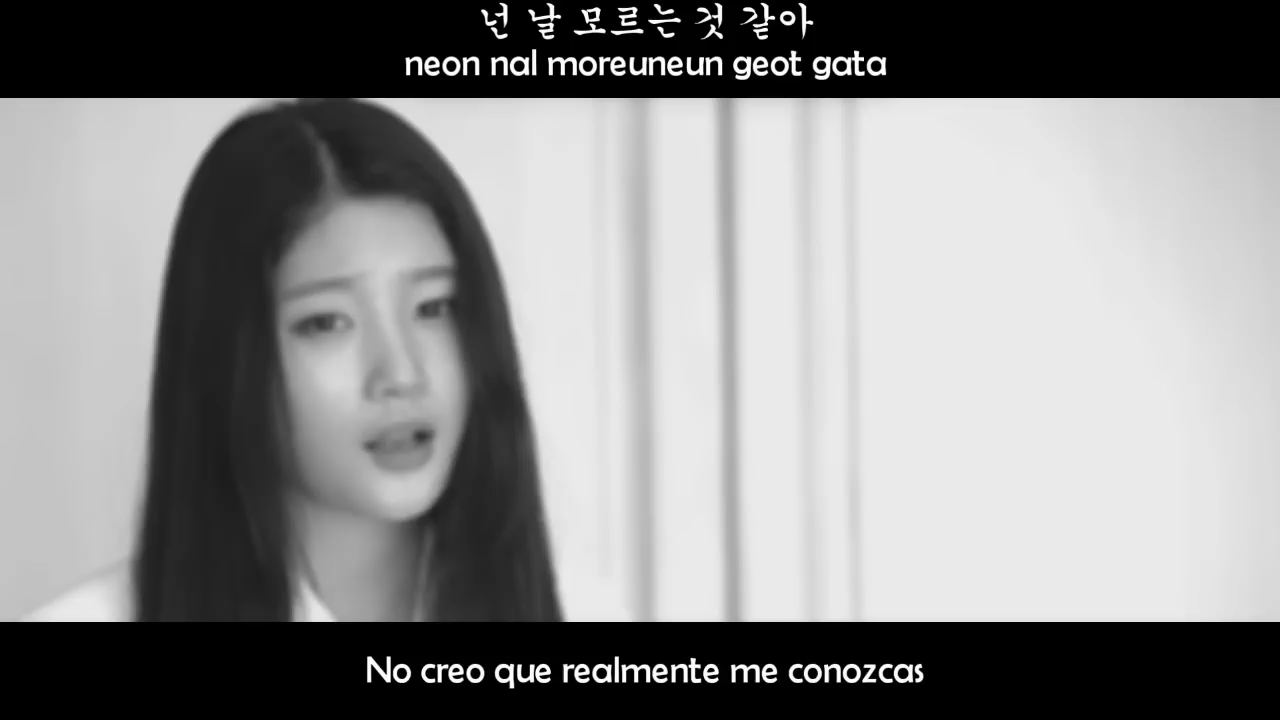 넌 날 모르는 것 같아
neon nal moreuneun geot gata
No creo que realmente me conozcas